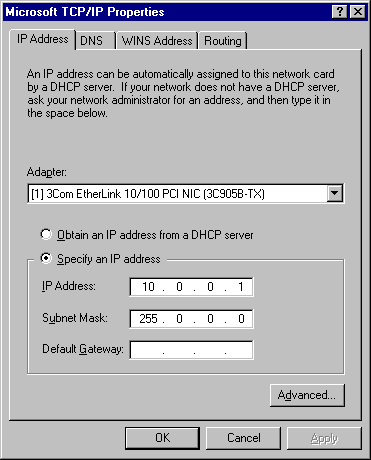 Microsoft TCP/IP Properties
IP Address DNS WINS Address Routing
An IP address can be automatically assigned to this network card
by a DHCP server. If your network does not have a DHCP server,
ask your network administrator for an address, and then type it in
the space below.
Adapter:
[1] 3Com EtherLink 10/100 PCI NIC (3C905B-TX)
Obtain an IP address from a DHCP server
Specify an IP address
IP Address: 10 . 0 . 0 . 1
Subnet Mask: 255 . 0 . 0 . 0
Default Gateway: . . .
Advanced...
OK Cancel Apply